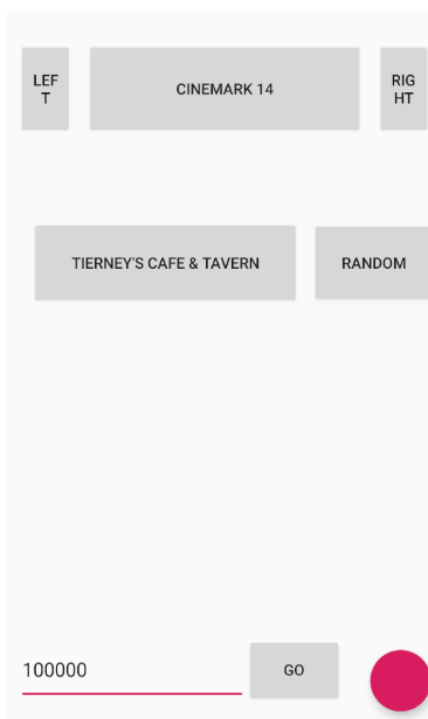 LEF
T
CINEMARK 14
RIG
HT
TIERNEY'S CAFE & TAVERN
RANDOM
100000
GO